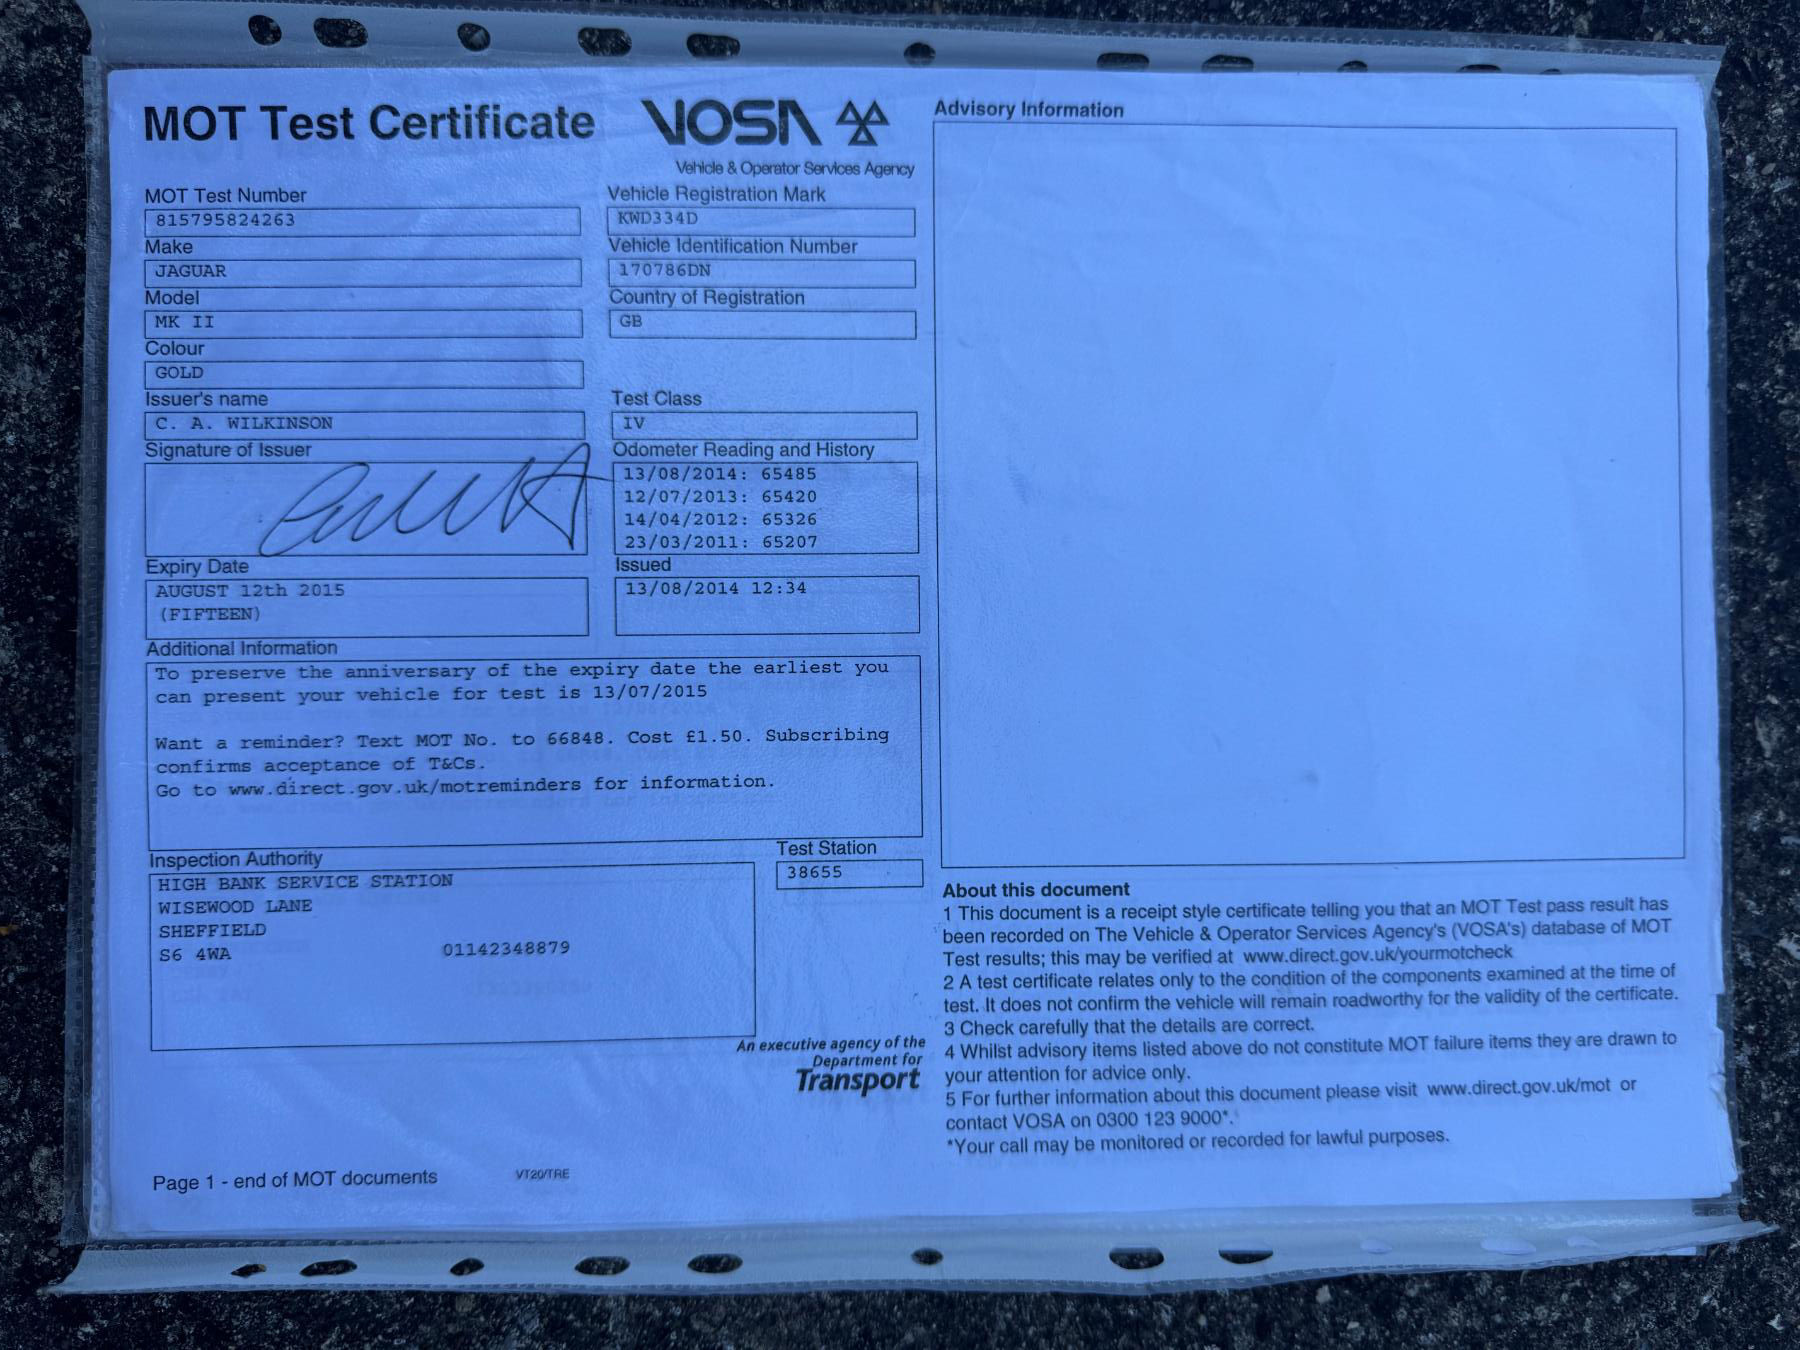 MOT Test Certificate
VOSA
Vehicle & Operator Services Agency
MOT Test Number
815795824263
Vehicle Registration Mark
KWD334D
Make
JAGUAR
Vehicle Identification Number
170786DN
Model
MK II
Country of Registration
GB
Colour
GOLD
Issuer's name
C. A. WILKINSON
Test Class
IV
Signature of Issuer
Odometer Reading and History
13/08/2014: 65485
12/07/2013: 65420
14/04/2012: 65326
23/03/2011: 65207
Expiry Date
AUGUST 12th 2015
(FIFTEEN)
Issued
13/08/2014 12:34
Additional Information
To preserve the anniversary of the expiry date the earliest you
can present your vehicle for test is 13/07/2015
Want a reminder? Text MOT No. to 66848. Cost £1.50. Subscribing
confirms acceptance of T&Cs.
Go to www.direct.gov.uk/motreminders for information.
Inspection Authority
HIGH BANK SERVICE STATION
WISEWOOD LANE
SHEFFIELD
S6 4WA 01142348879
Test Station
38655
An executive agency of the
Department for
Transport
Page 1 - end of MOT documents
VT20/TRE
Advisory Information
About this document
1 This document is a receipt style certificate telling you that an MOT Test pass result has
been recorded on The Vehicle & Operator Services Agency's (VOSA's) database of MOT
Test results; this may be verified at www.direct.gov.uk/yourmotcheck
2 A test certificate relates only to the condition of the components examined at the time of
test. It does not confirm the vehicle will remain roadworthy for the validity of the certificate.
3 Check carefully that the details are correct.
4 Whilst advisory items listed above do not constitute MOT failure items they are drawn to
your attention for advice only.
5 For further information about this document please visit www.direct.gov.uk/mot or
contact VOSA on 0300 123 9000*.
*Your call may be monitored or recorded for lawful purposes.